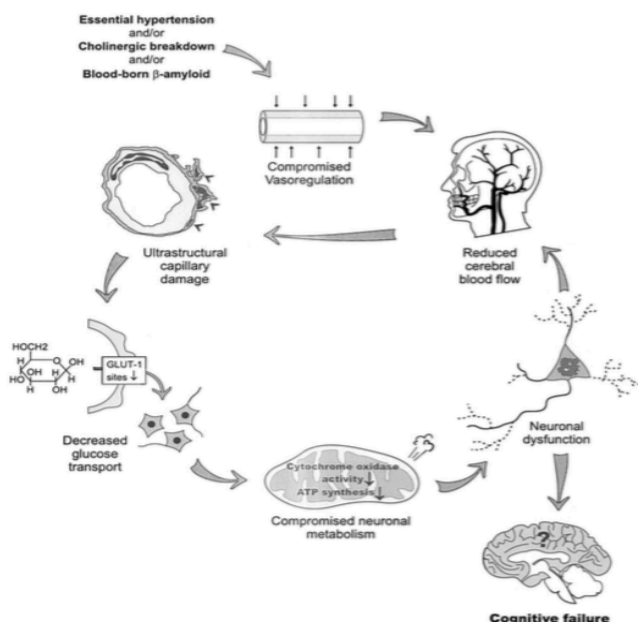 Essential hypertension
and/or
Cholinergic breakdown
and/or
Blood-born β-amyloid
Compromised
Vasoregulation
Reduced
cerebral
blood flow
Ultrastructural
capillary
damage
HOCH2
H
O
OH
H
OH
H
HO
H
H
OH
GLUT-1
sites ↓
Decreased
glucose
transport
Cytochrome oxidase
activity ↓
ATP synthesis ↓
Compromised neuronal
metabolism
Neuronal
dysfunction
?
Cognitive failure